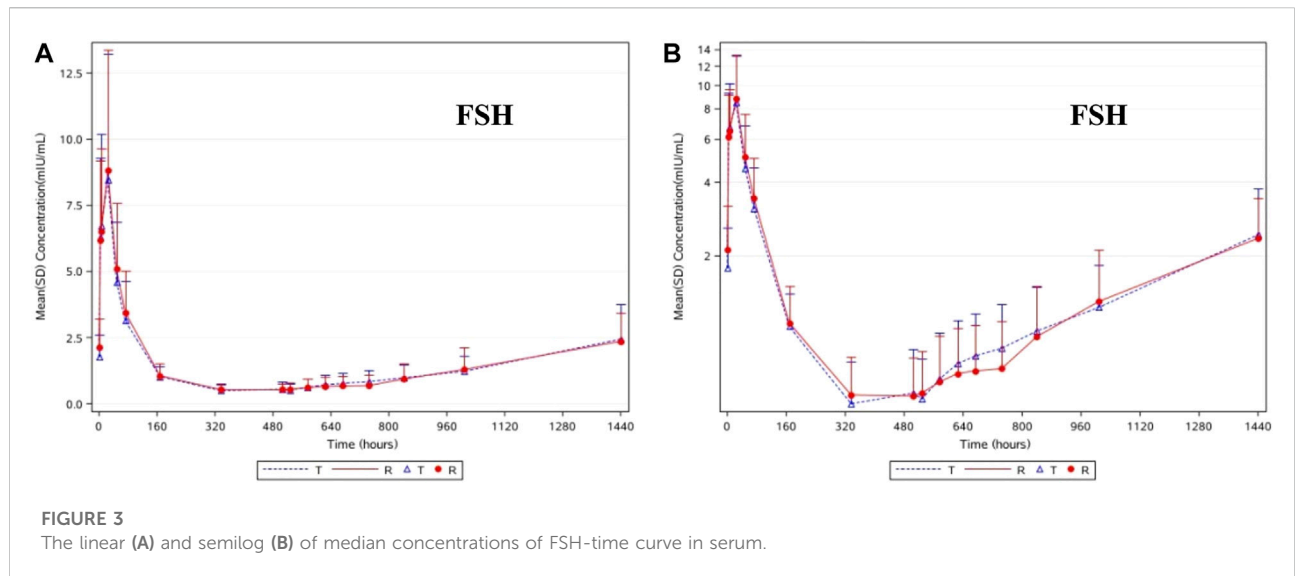 A
FSH
Mean(SD) Concentration(mIU/mL)
12.5
10.0
7.5
5.0
2.5
0.0
0 160 320 480 640 800 960 1120 1280 1440
Time (hours)
T R T R
B
FSH
Mean(SD) Concentration(mIU/mL)
14
12
10
8
6
4
2
0 160 320 480 640 800 960 1120 1280 1440
Time (hours)
T R T R
FIGURE 3
The linear (A) and semilog (B) of median concentrations of FSH-time curve in serum.